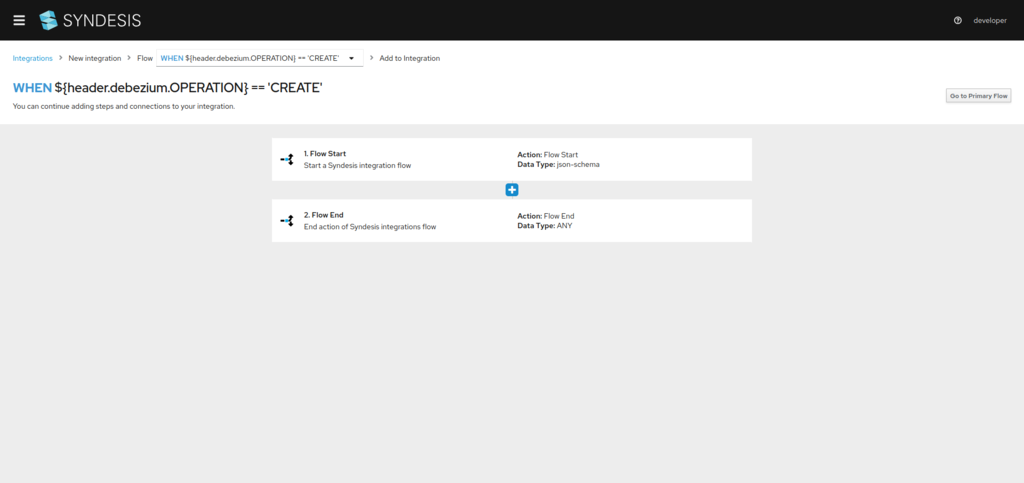 SYNDESIS
developer
Integrations > New integration > Flow WHEN ${header.debezium.OPERATION} == 'CREATE' > Add to Integration
WHEN ${header.debezium.OPERATION} == 'CREATE'
You can continue adding steps and connections to your integration.
Go to Primary Flow
1. Flow Start
Start a Syndesis integration flow
Action: Flow Start
Data Type: json-schema
2. Flow End
End action of Syndesis integrations flow
Action: Flow End
Data Type: ANY